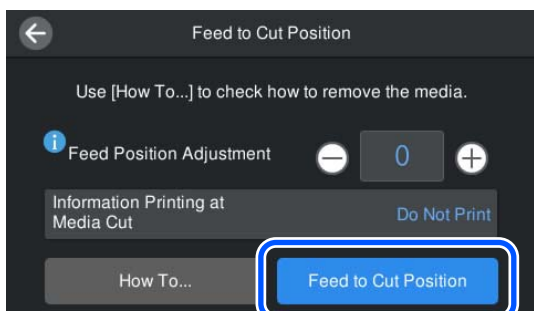 Feed to Cut Position
Use [How To...] to check how to remove the media.
Feed Position Adjustment
0
Information Printing at
Media Cut
Do Not Print
How To...
Feed to Cut Position